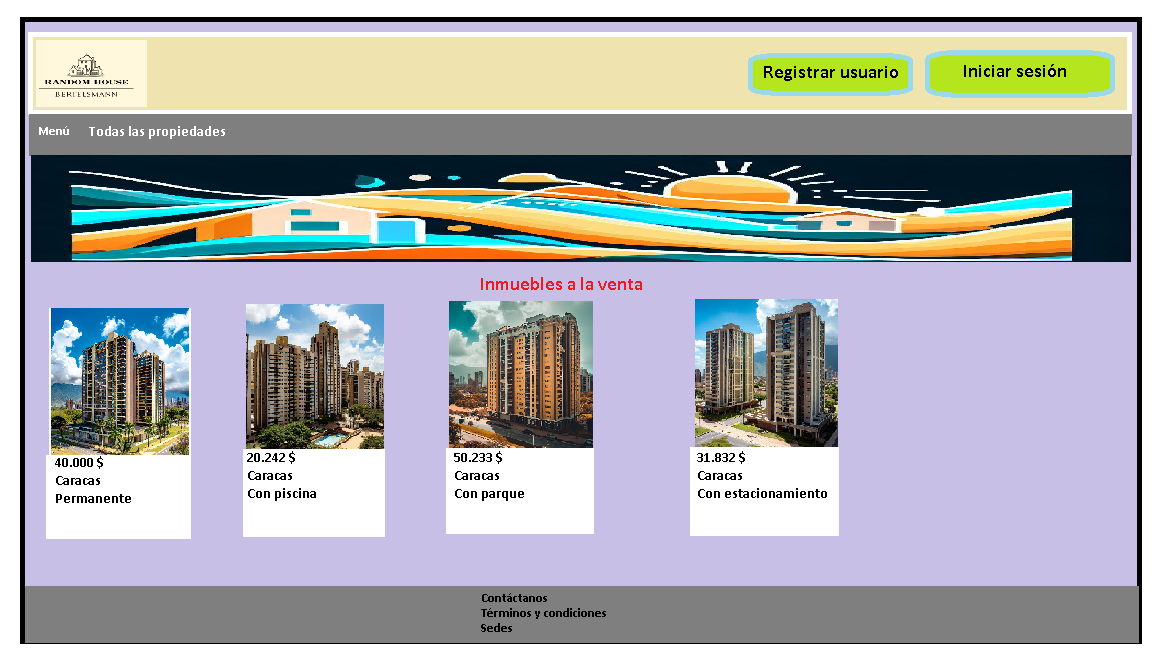 RANDOM HOUSE
BERTELSMANN
Registrar usuario
Iniciar sesión
Menú
Todas las propiedades
Inmuebles a la venta
40.000 $
Caracas
Permanente
20.242 $
Caracas
Con piscina
50.233 $
Caracas
Con parque
31.832 $
Caracas
Con estacionamiento
Contáctanos
Términos y condiciones
Sedes